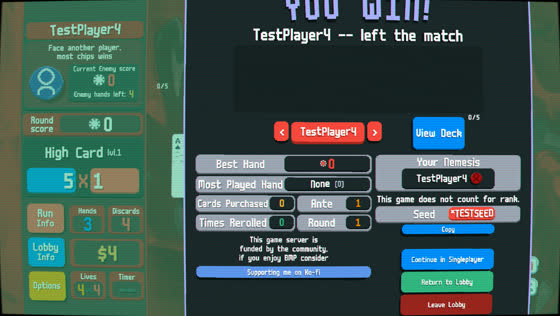 YOU WIN!
TestPlayer4 -- left the match
TestPlayer4
Face another player,
most chips wins
Current Enemy score
0
Enemy hands left: 4
0/5
Round
score
0
High Card lvl.1
5 X 1
Run
Info
Hands
3
Discards
4
Lobby
Info
$4
Options
Lives
4-4
Timer
--
A
< TestPlayer4 >
View Deck
0/5
Best Hand 0
Most Played Hand None [0]
Cards Purchased 0
Ante 1
Times Rerolled 0
Round 1
This game server is
funded by the community,
if you enjoy BMP consider
Supporting me on Ko-fi
Your Nemesis
TestPlayer4
This game does not count for rank.
Seed *TESTSEED
Copy
Continue in Singleplayer
Return to Lobby
Leave Lobby